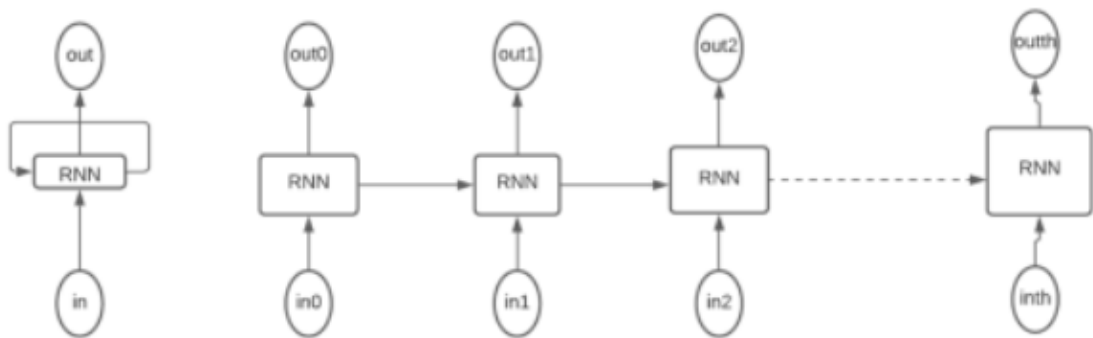 out out0 out1 out2 outth
RNN RNN RNN RNN RNN
in in0 in1 in2 inth